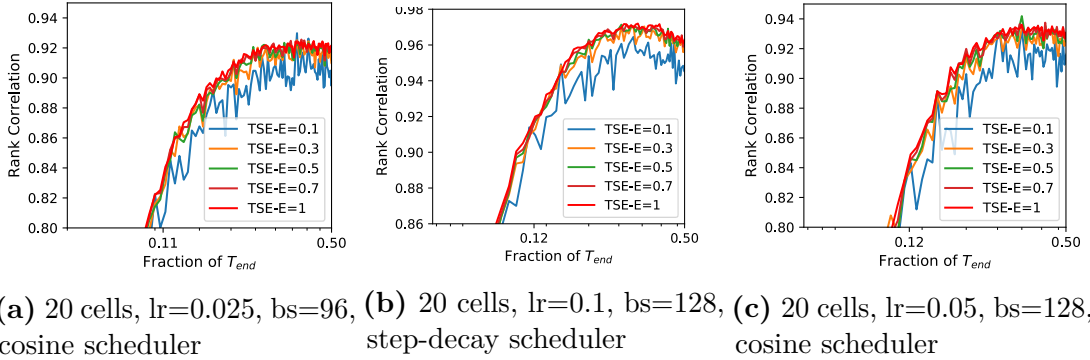 0.94
0.92
0.90
0.88
0.86
0.84
0.82
0.80
Rank Correlation
TSE-E=0.1
TSE-E=0.3
TSE-E=0.5
TSE-E=0.7
TSE-E=1
0.11
0.50
Fraction of T_end
(a) 20 cells, lr=0.025, bs=96,
cosine scheduler
0.98
0.96
0.94
0.92
0.90
0.88
0.86
Rank Correlation
TSE-E=0.1
TSE-E=0.3
TSE-E=0.5
TSE-E=0.7
TSE-E=1
0.12
0.50
Fraction of T_end
(b) 20 cells, lr=0.1, bs=128,
step-decay scheduler
0.94
0.92
0.90
0.88
0.86
0.84
0.82
0.80
Rank Correlation
TSE-E=0.1
TSE-E=0.3
TSE-E=0.5
TSE-E=0.7
TSE-E=1
0.12
0.50
Fraction of T_end
(c) 20 cells, lr=0.05, bs=128,
cosine scheduler